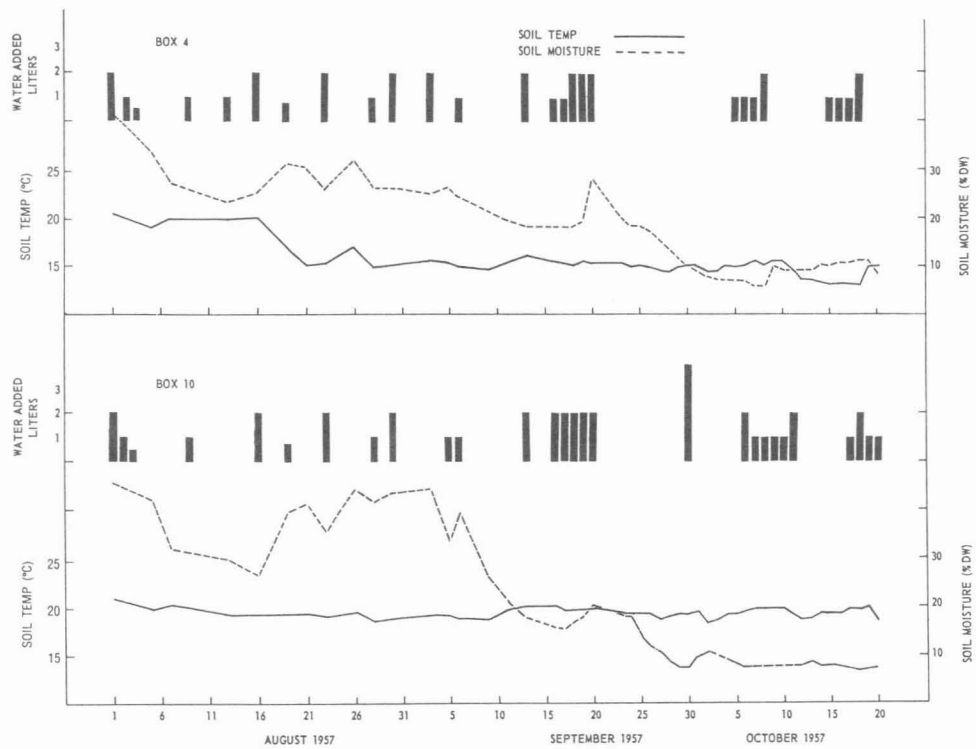 BOX 4
SOIL TEMP
SOIL MOISTURE
WATER ADDED
LITERS
3
2
1
SOIL TEMP (°C)
25
20
15
30
20
10
SOIL MOISTURE (% DW)
BOX 10
WATER ADDED
LITERS
3
2
1
SOIL TEMP (°C)
25
20
15
30
20
10
SOIL MOISTURE (% DW)
1 6 11 16 21 26 31 5 10 15 20 25 30 5 10 15 20
AUGUST 1957 SEPTEMBER 1957 OCTOBER 1957